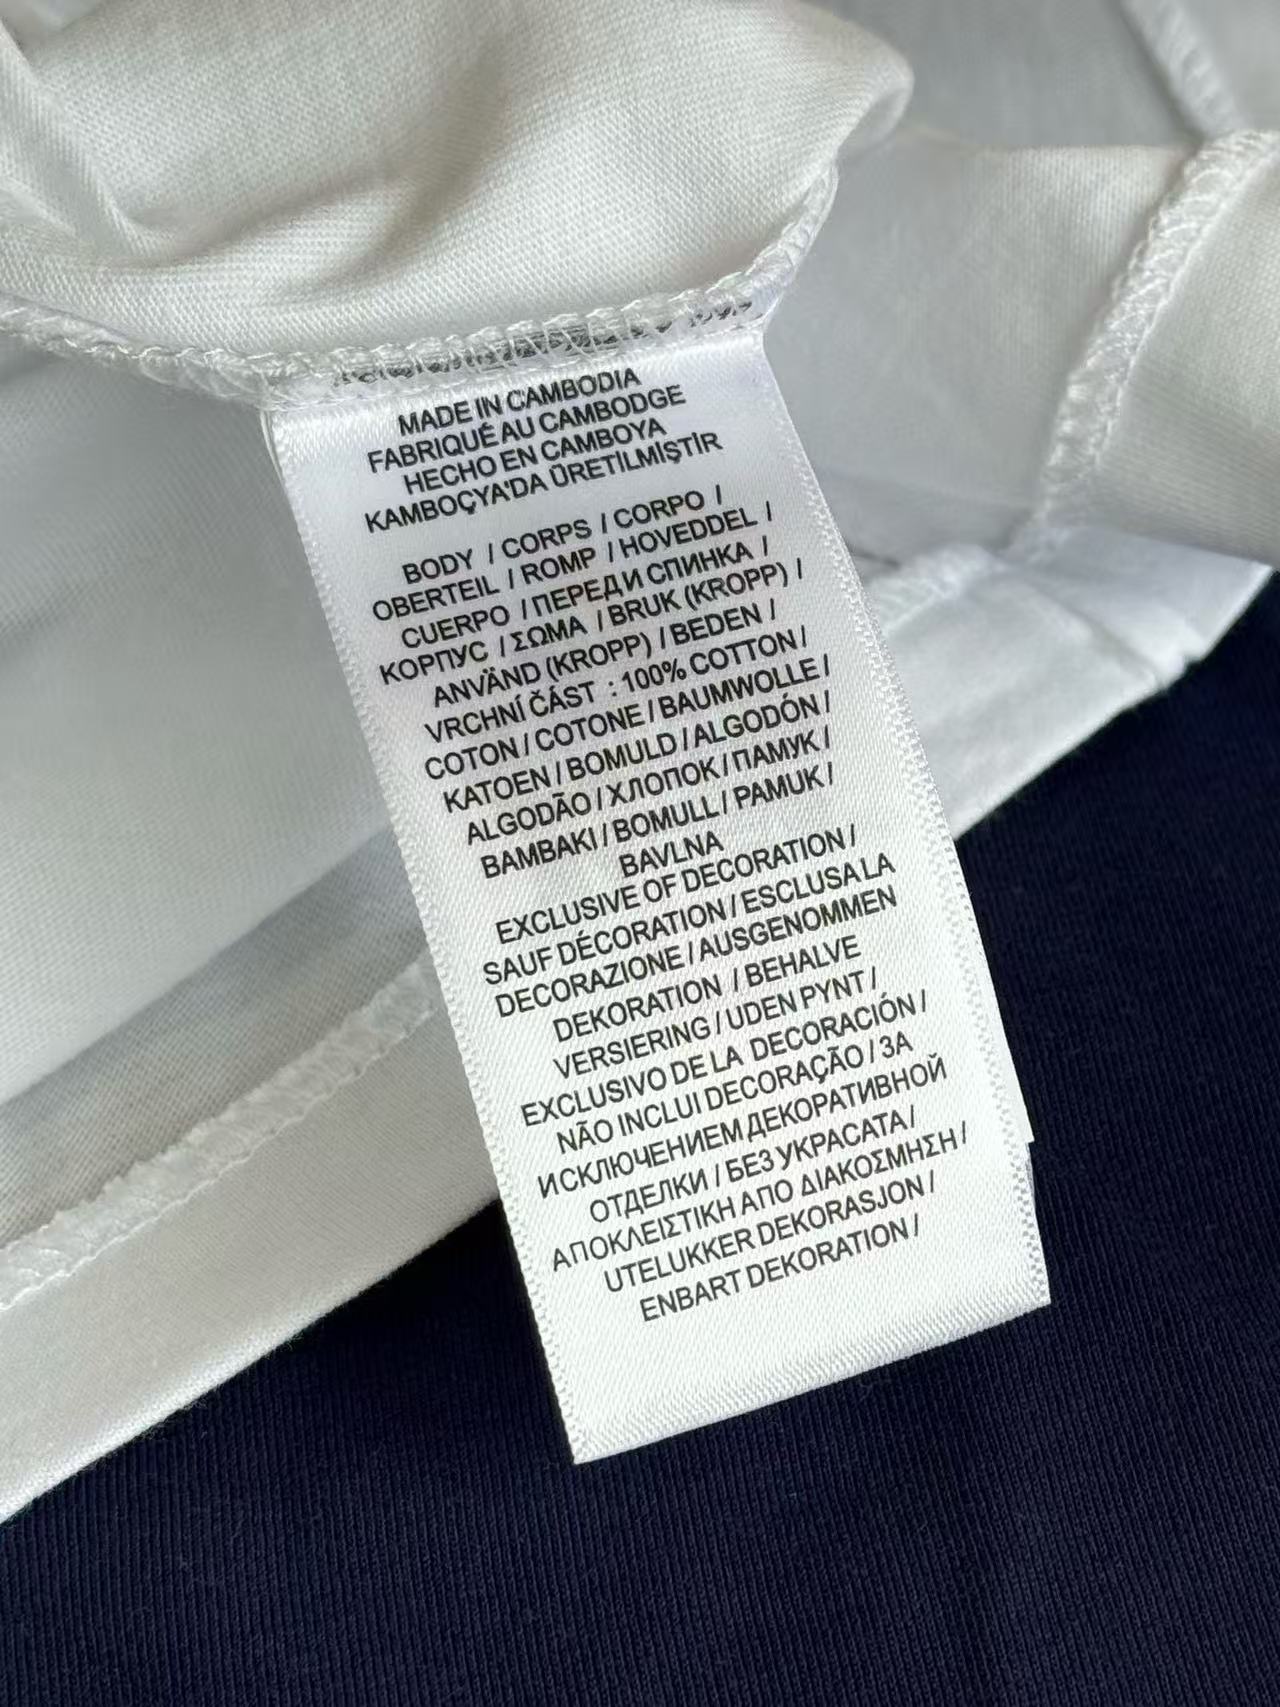 MADE IN CAMBODIA
FABRIQUÉ AU CAMBODGE
HECHO EN CAMBOYA
KAMBOÇYA'DA ÜRETİLMİŞTİR
BODY / CORPS / CORPO /
OBERTEIL / ROMP / HOVEDDEL /
CUERPO / ПЕРЕД И СПИНКА /
КОРПУС / ΣΩΜΑ / BRUK (KROPP) /
ANVÄND (KROPP) / BEDEN /
VRCHNÍ ČÁST : 100% COTTON /
COTON / COTONE / BAUMWOLLE /
KATOEN / BOMULD / ALGODÓN /
ALGODÃO / ХЛОПОК / ПАМУК /
BAMBAKI / BOMULL / PAMUK /
BAVLNA
EXCLUSIVE OF DECORATION /
SAUF DÉCORATION / ESCLUSA LA
DECORAZIONE / AUSGENOMMEN
DEKORATION / BEHALVE
VERSIERING / UDEN PYNT /
EXCLUSIVO DE LA DECORACIÓN /
NÃO INCLUI DECORAÇÃO / ЗА
ИСКЛЮЧЕНИЕМ ДЕКОРАТИВНОЙ
ОТДЕЛКИ / БЕЗ УКРАСАТА /
ΑΠΟΚΛΕΙΣΤΙΚΗ ΑΠΟ ΔΙΑΚΟΣΜΗΣΗ /
UTELUKKER DEKORASJON /
ENBART DEKORATION /